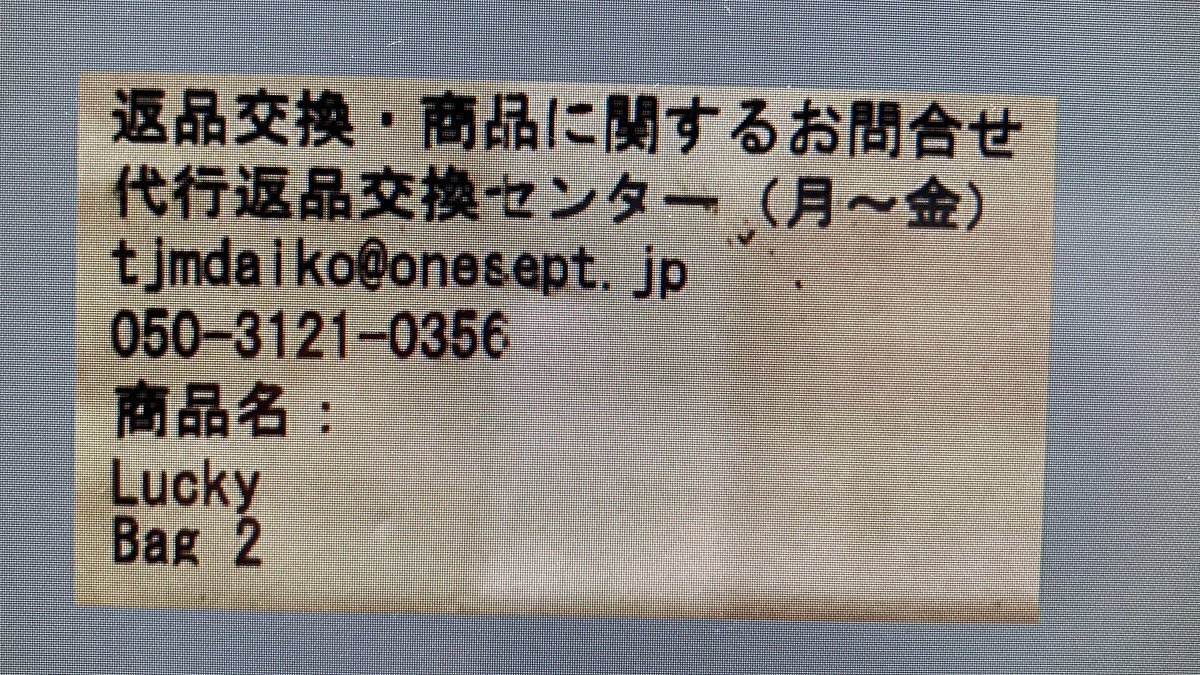 返品交換・商品に関するお問合せ
代行返品交換センター（月～金）
tjmdaiko@onesept.jp
050-3121-0356
商品名：
Lucky
Bag 2